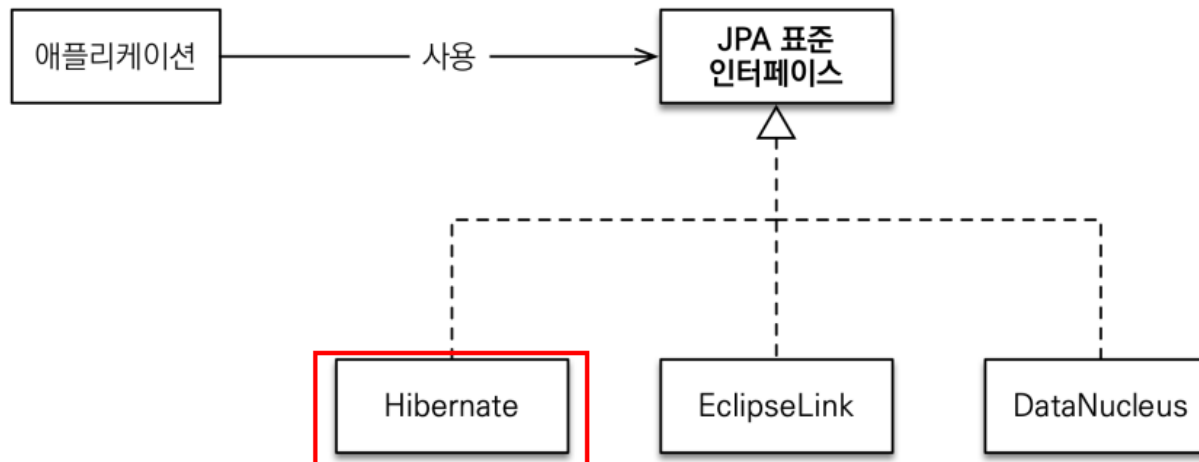 애플리케이션
사용
JPA 표준
인터페이스
Hibernate
EclipseLink
DataNucleus